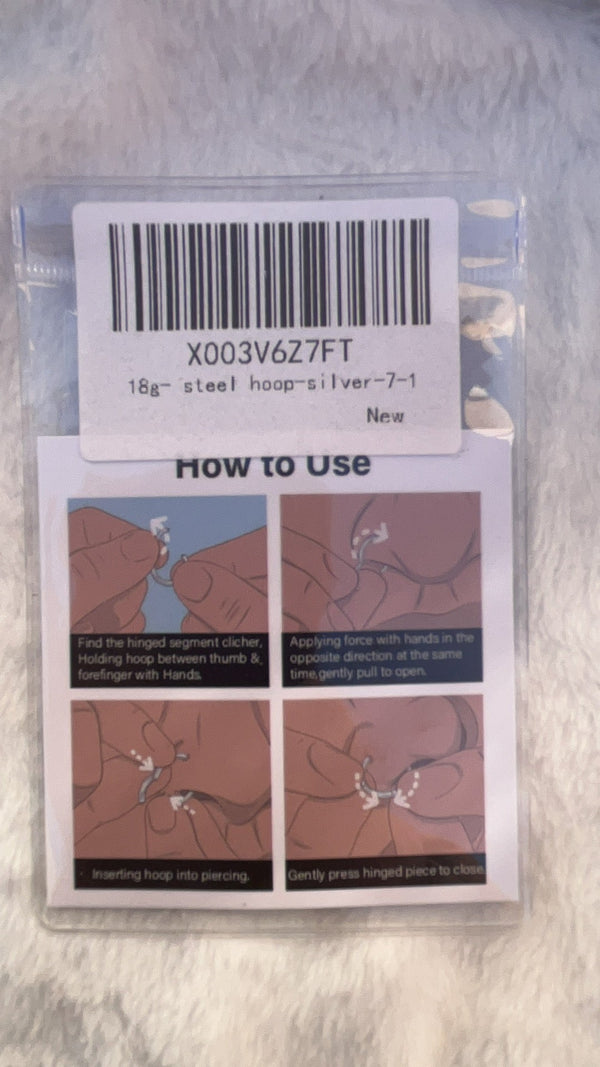 X003V6Z7FT
18g- steel hoop-silver-7-1
New
How to Use
Find the hinged segment clicher,
Holding hoop between thumb &
forefinger with Hands.
Applying force with hands in the
opposite direction at the same
time,gently pull to open.
Inserting hoop into piercing.
Gently press hinged piece to close